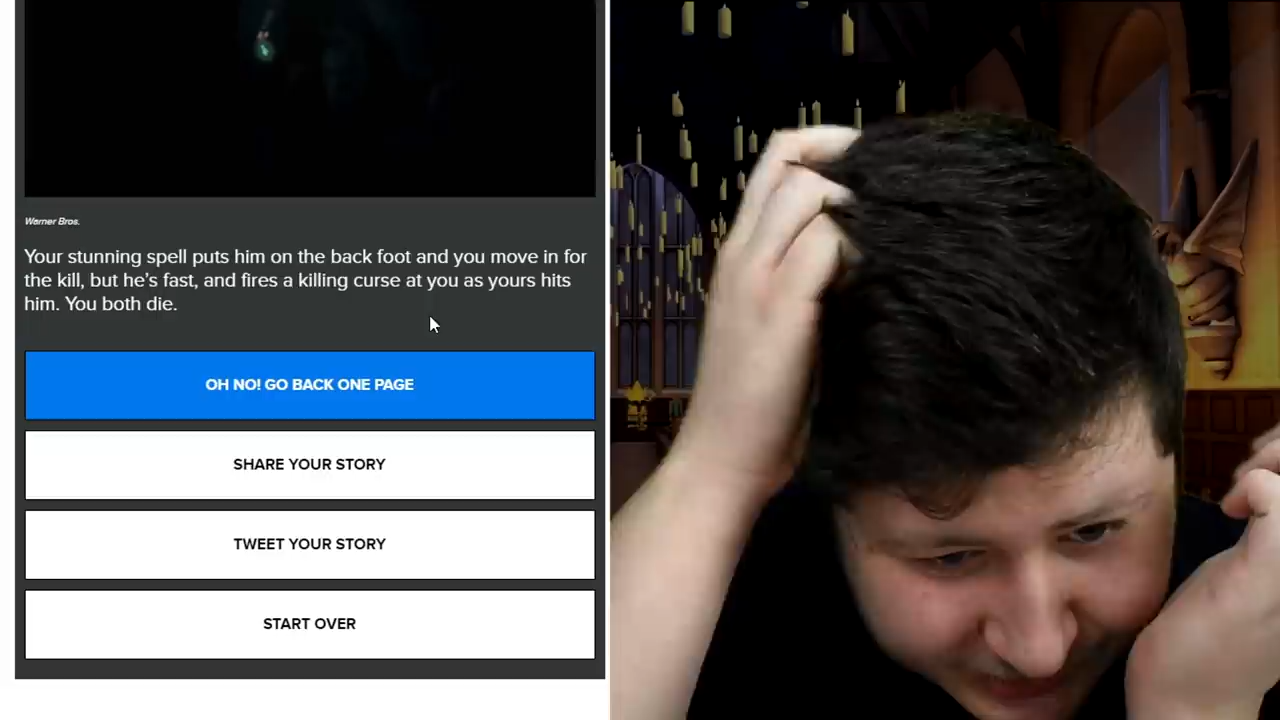 Warner Bros.
Your stunning spell puts him on the back foot and you move in for
the kill, but he's fast, and fires a killing curse at you as yours hits
him. You both die.
OH NO! GO BACK ONE PAGE
SHARE YOUR STORY
TWEET YOUR STORY
START OVER